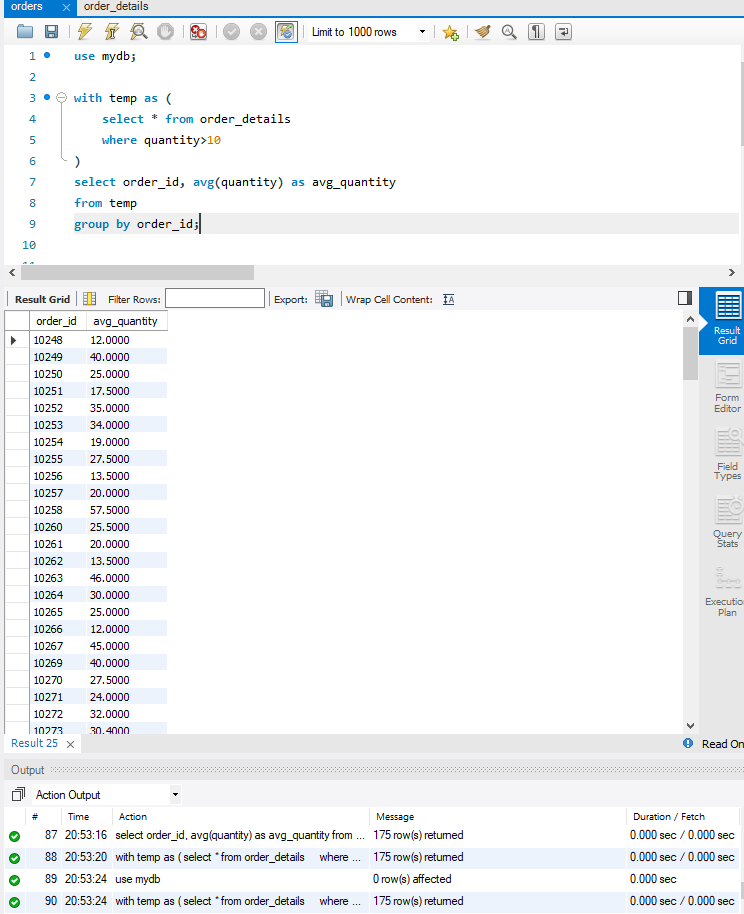 orders order_details
Limit to 1000 rows
1 use mydb;
2
3 with temp as (
4 select * from order_details
5 where quantity>10
6 )
7 select order_id, avg(quantity) as avg_quantity
8 from temp
9 group by order_id;
10
Result Grid Filter Rows: Export: Wrap Cell Content:
order_id avg_quantity
10248 12.0000
10249 40.0000
10250 25.0000
10251 17.5000
10252 35.0000
10253 34.0000
10254 19.0000
10255 27.5000
10256 13.5000
10257 20.0000
10258 57.5000
10260 25.5000
10261 20.0000
10262 13.5000
10263 46.0000
10264 30.0000
10265 25.0000
10266 12.0000
10267 45.0000
10269 40.0000
10270 27.5000
10271 24.0000
10272 32.0000
10273 30.4000
Result
Grid
Form
Editor
Field
Types
Query
Stats
Executio
Plan
Result 25 Read On
Output
Action Output
# Time Action Message Duration / Fetch
87 20:53:16 select order_id, avg(quantity) as avg_quantity from ... 175 row(s) returned 0.000 sec / 0.000 sec
88 20:53:20 with temp as ( select * from order_details where ... 175 row(s) returned 0.000 sec / 0.000 sec
89 20:53:24 use mydb 0 row(s) affected 0.000 sec
90 20:53:24 with temp as ( select * from order_details where ... 175 row(s) returned 0.000 sec / 0.000 sec